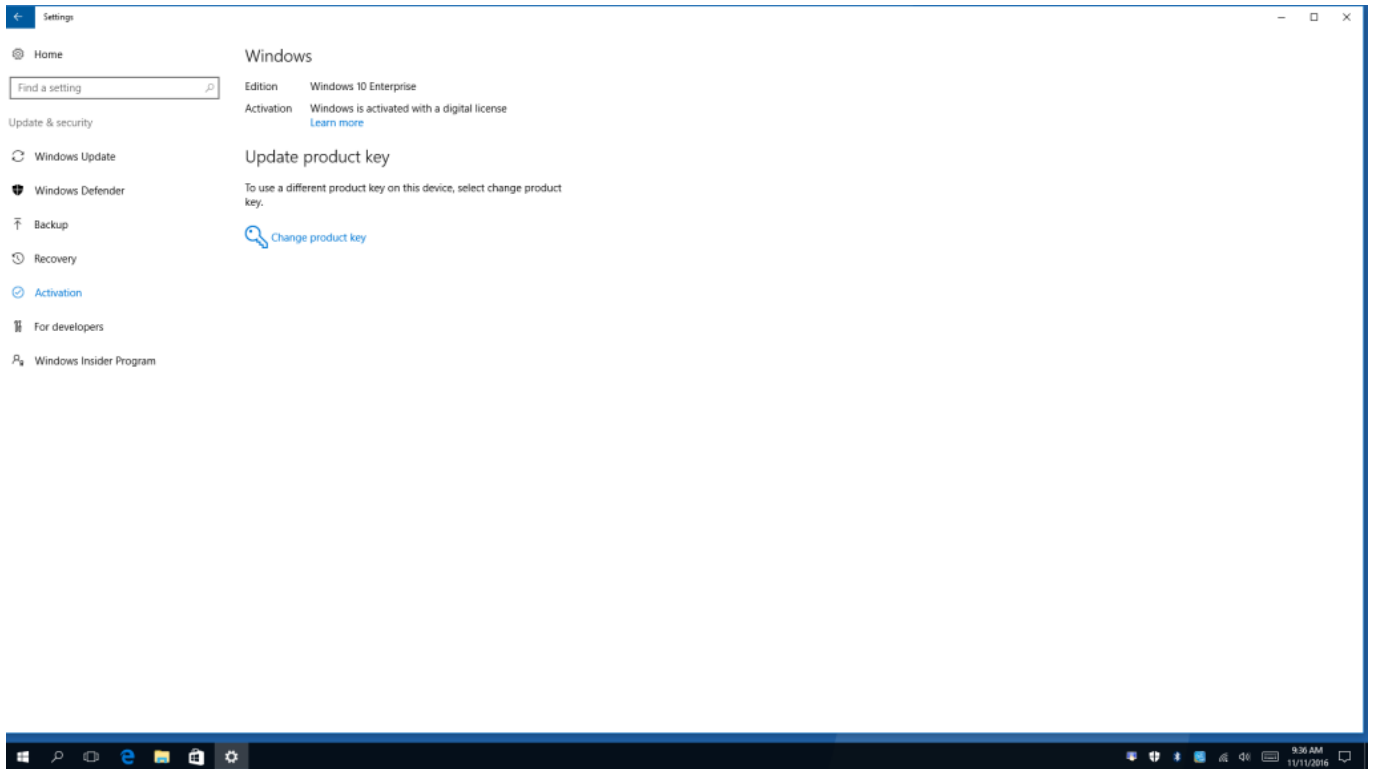 Settings
Home
Find a setting
Update & security
Windows Update
Windows Defender
Backup
Recovery
Activation
For developers
Windows Insider Program
Windows
Edition Windows 10 Enterprise
Activation Windows is activated with a digital license
Learn more
Update product key
To use a different product key on this device, select change product
key.
Change product key
9:36 AM
11/11/2016